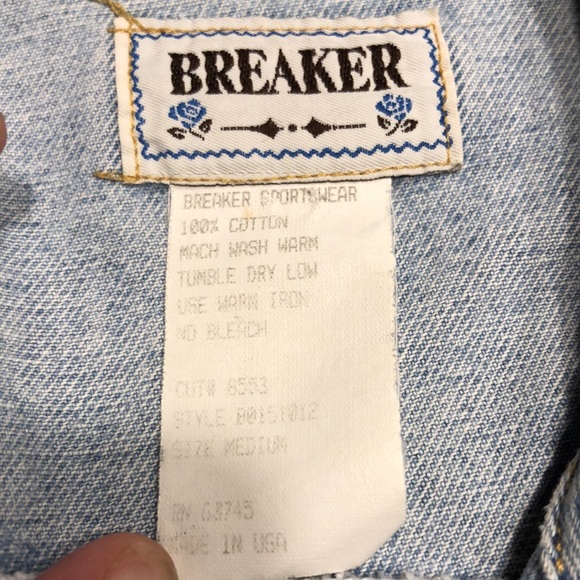 BREAKER
BREAKER SPORTSWEAR
100% COTTON
MACH WASH WARM
TUMBLE DRY LOW
USE WARM IRON
NO BLEACH
CUT# 8553
STYLE B0151012
SIZE MEDIUM
RN 63745
MADE IN USA